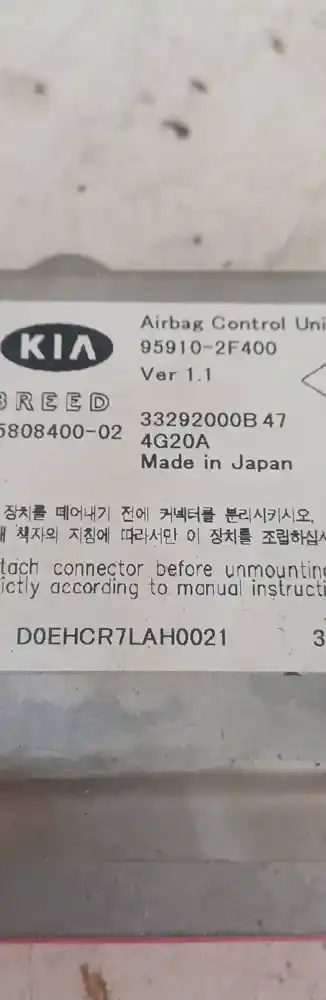 Airbag Control Uni
KIA
95910-2F400
Ver 1.1
BREED
5808400-02
33292000B 47
4G20A
Made in Japan
장치를 떼어내기 전에 커넥터를 분리시키시오.
책자의 지침에 따라서만 이 장치를 조립하십시
tach connector before unmounting
ictly according to manual instructi
D0EHCR7LAH0021
3